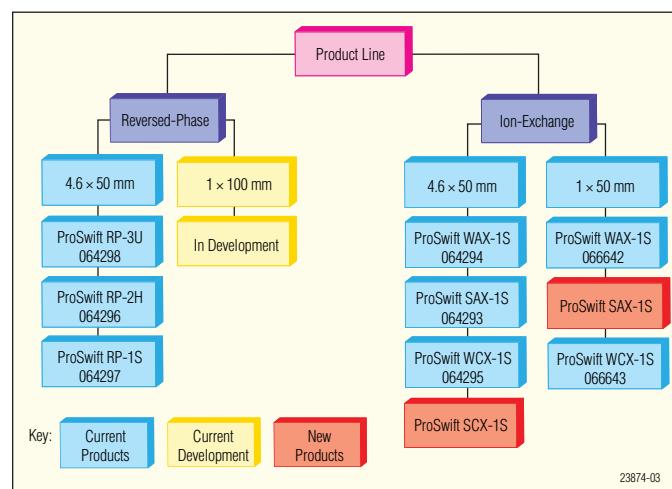 Product Line
Reversed-Phase
Ion-Exchange
4.6 × 50 mm
1 × 100 mm
4.6 × 50 mm
1 × 50 mm
ProSwift RP-3U
064298
In Development
ProSwift WAX-1S
064294
ProSwift WAX-1S
066642
ProSwift RP-2H
064296
ProSwift SAX-1S
064293
ProSwift SAX-1S
ProSwift RP-1S
064297
ProSwift WCX-1S
064295
ProSwift WCX-1S
066643
ProSwift SCX-1S
Key:
Current
Products
Current
Development
New
Products
23874-03